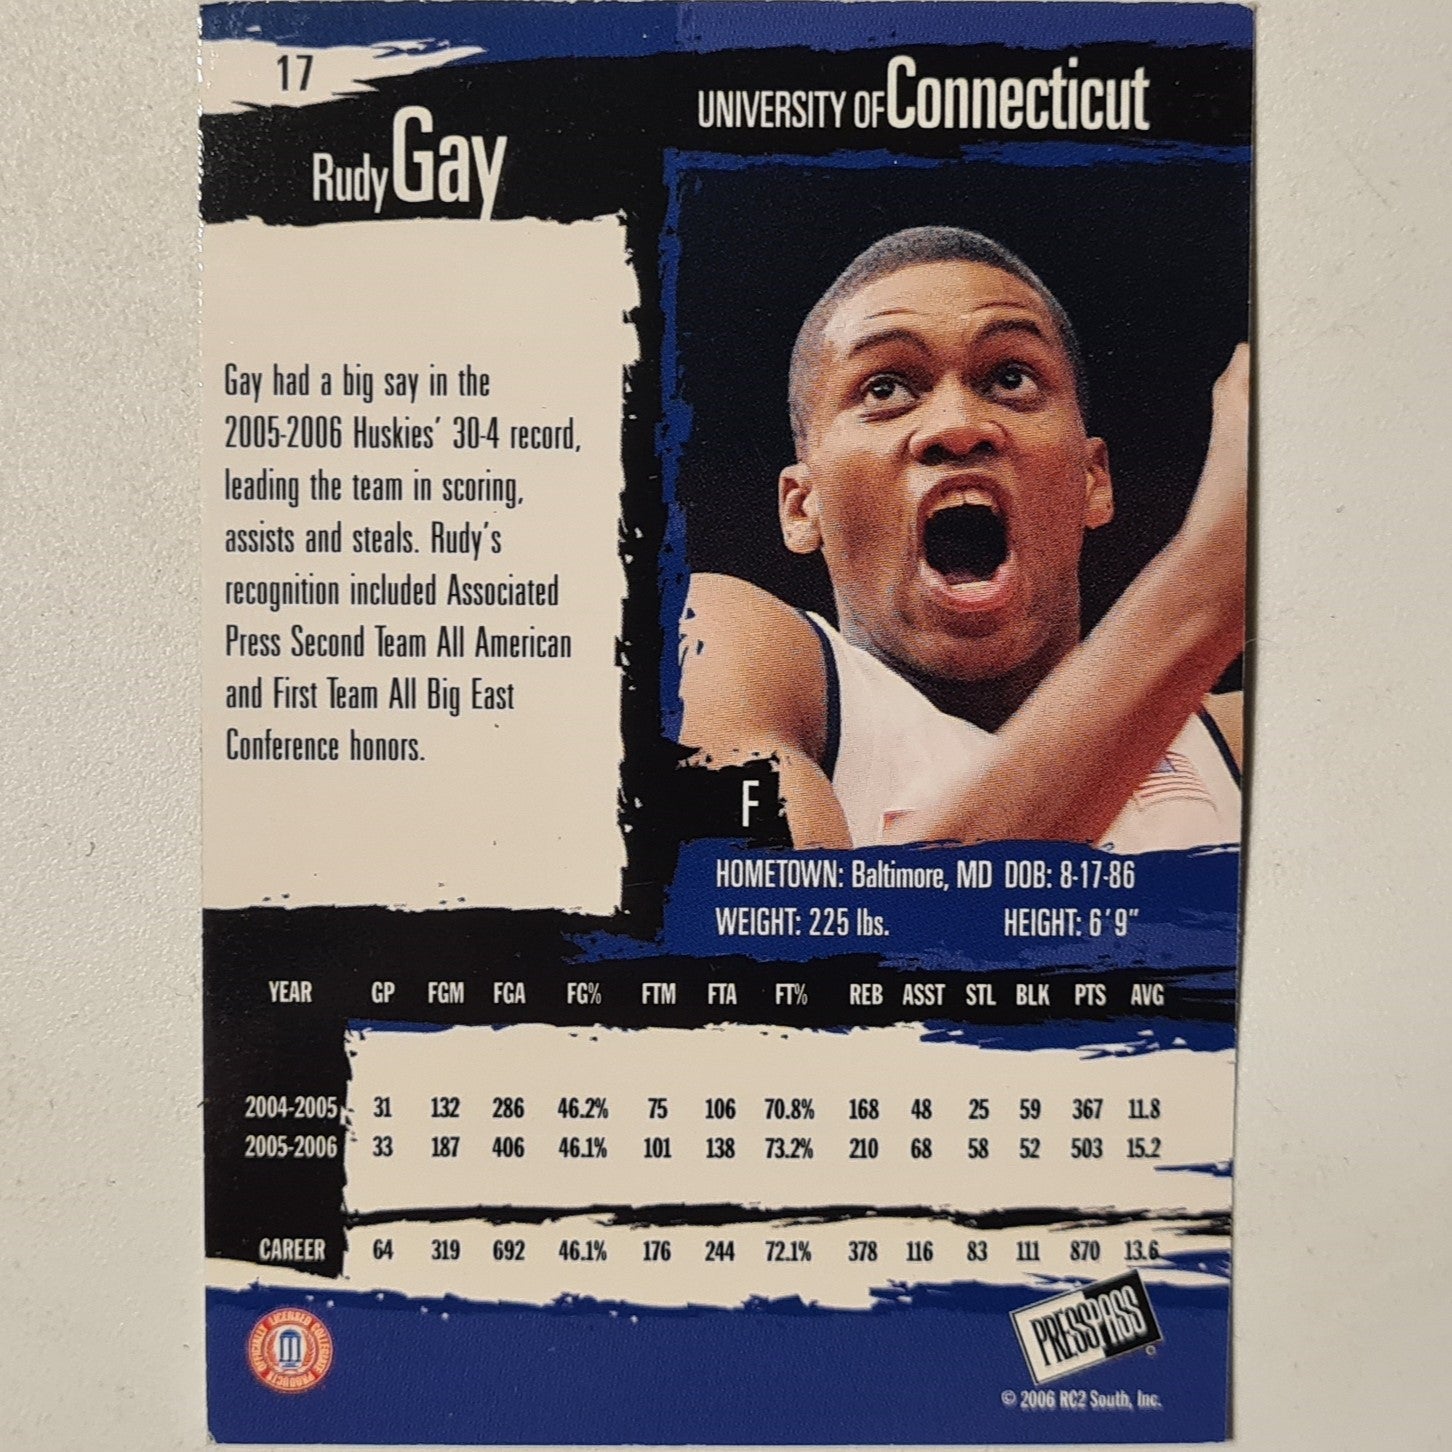 17
Rudy Gay
UNIVERSITY OF Connecticut
Gay had a big say in the
2005-2006 Huskies' 30-4 record,
leading the team in scoring,
assists and steals. Rudy's
recognition included Associated
Press Second Team All American
and First Team All Big East
Conference honors.
F
HOMETOWN: Baltimore, MD DOB: 8-17-86
WEIGHT: 225 lbs. HEIGHT: 6'9"
YEAR GP FGM FGA FG% FTM FTA FT% REB ASST STL BLK PTS AVG
2004-2005 31 132 286 46.2% 75 106 70.8% 168 48 25 59 367 11.8
2005-2006 33 187 406 46.1% 101 138 73.2% 210 68 58 52 503 15.2
CAREER 64 319 692 46.1% 176 244 72.1% 378 116 83 111 870 13.6
OFFICIALLY LICENSED COLLEGIATE PRODUCTS
PRESS PASS
© 2006 RC2 South, Inc.